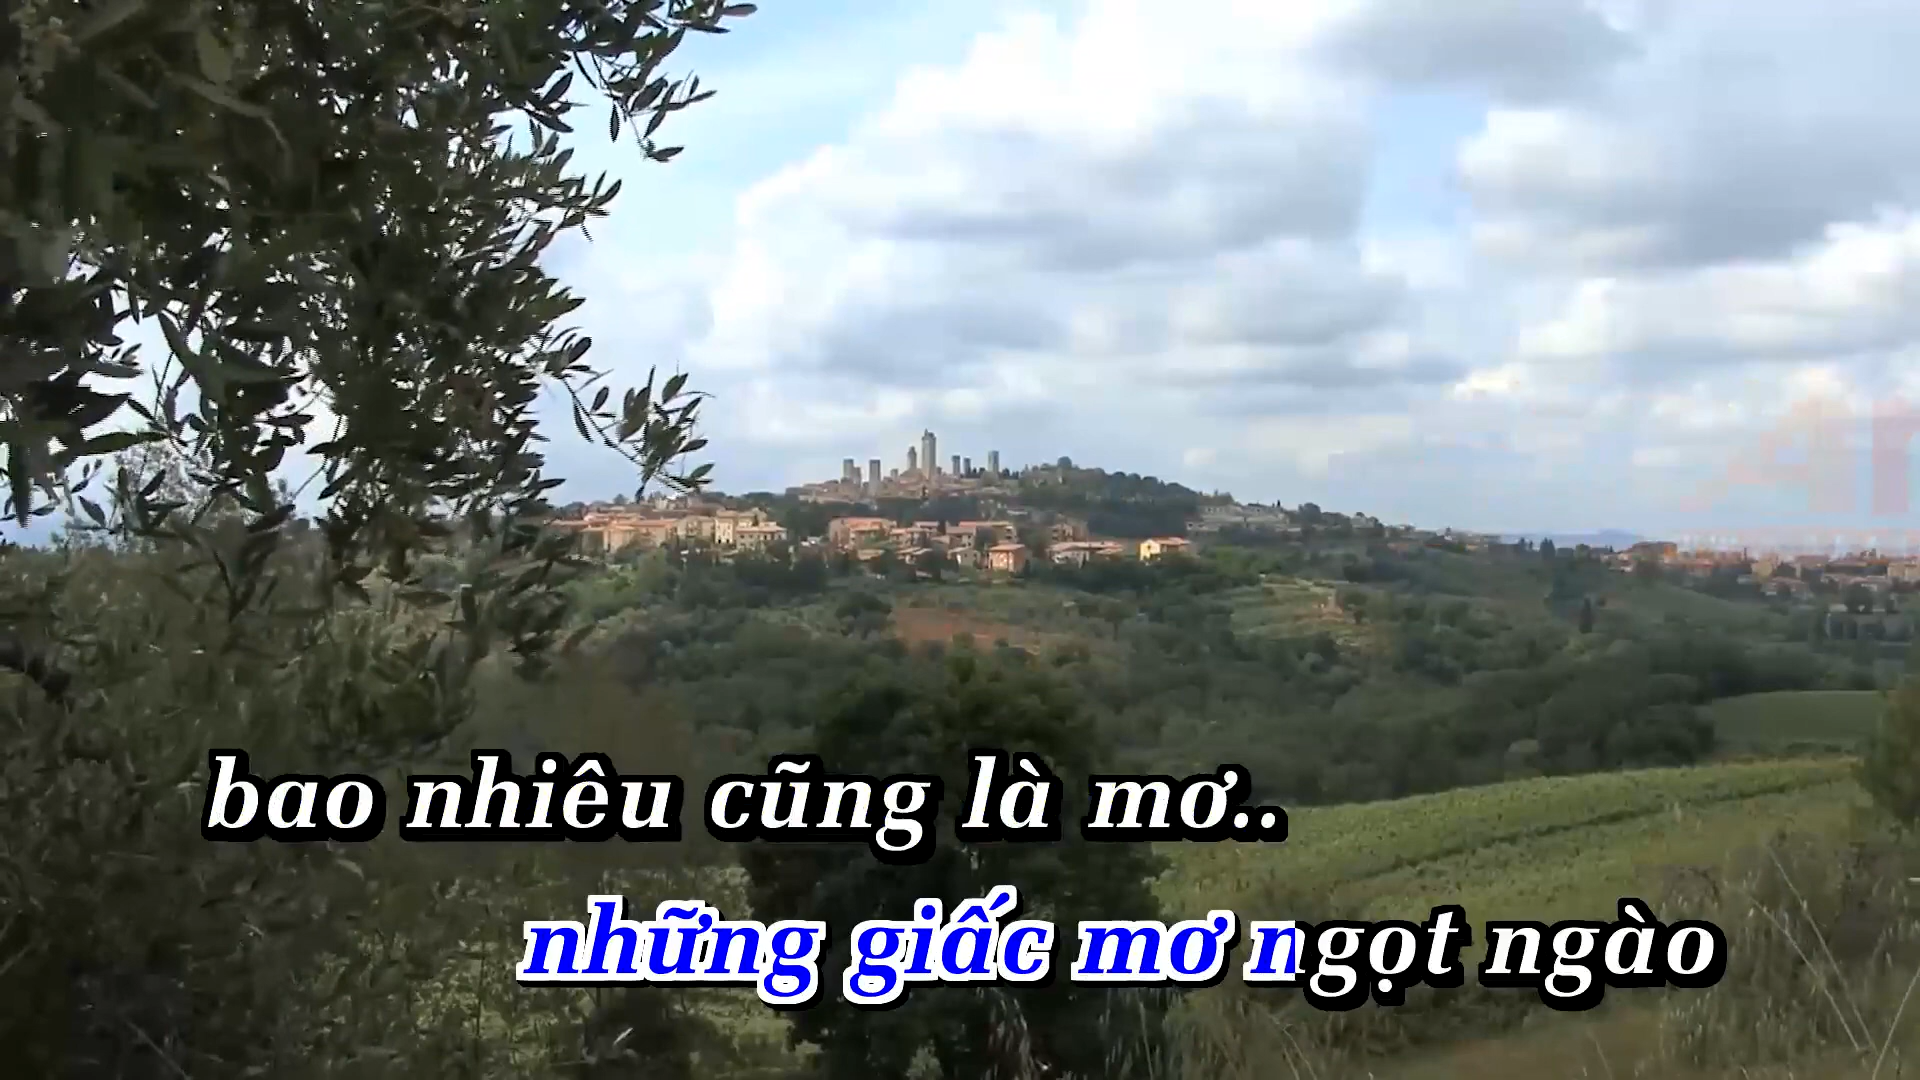 bao nhiêu cũng là mơ..
những giấc mơ ngọt ngào